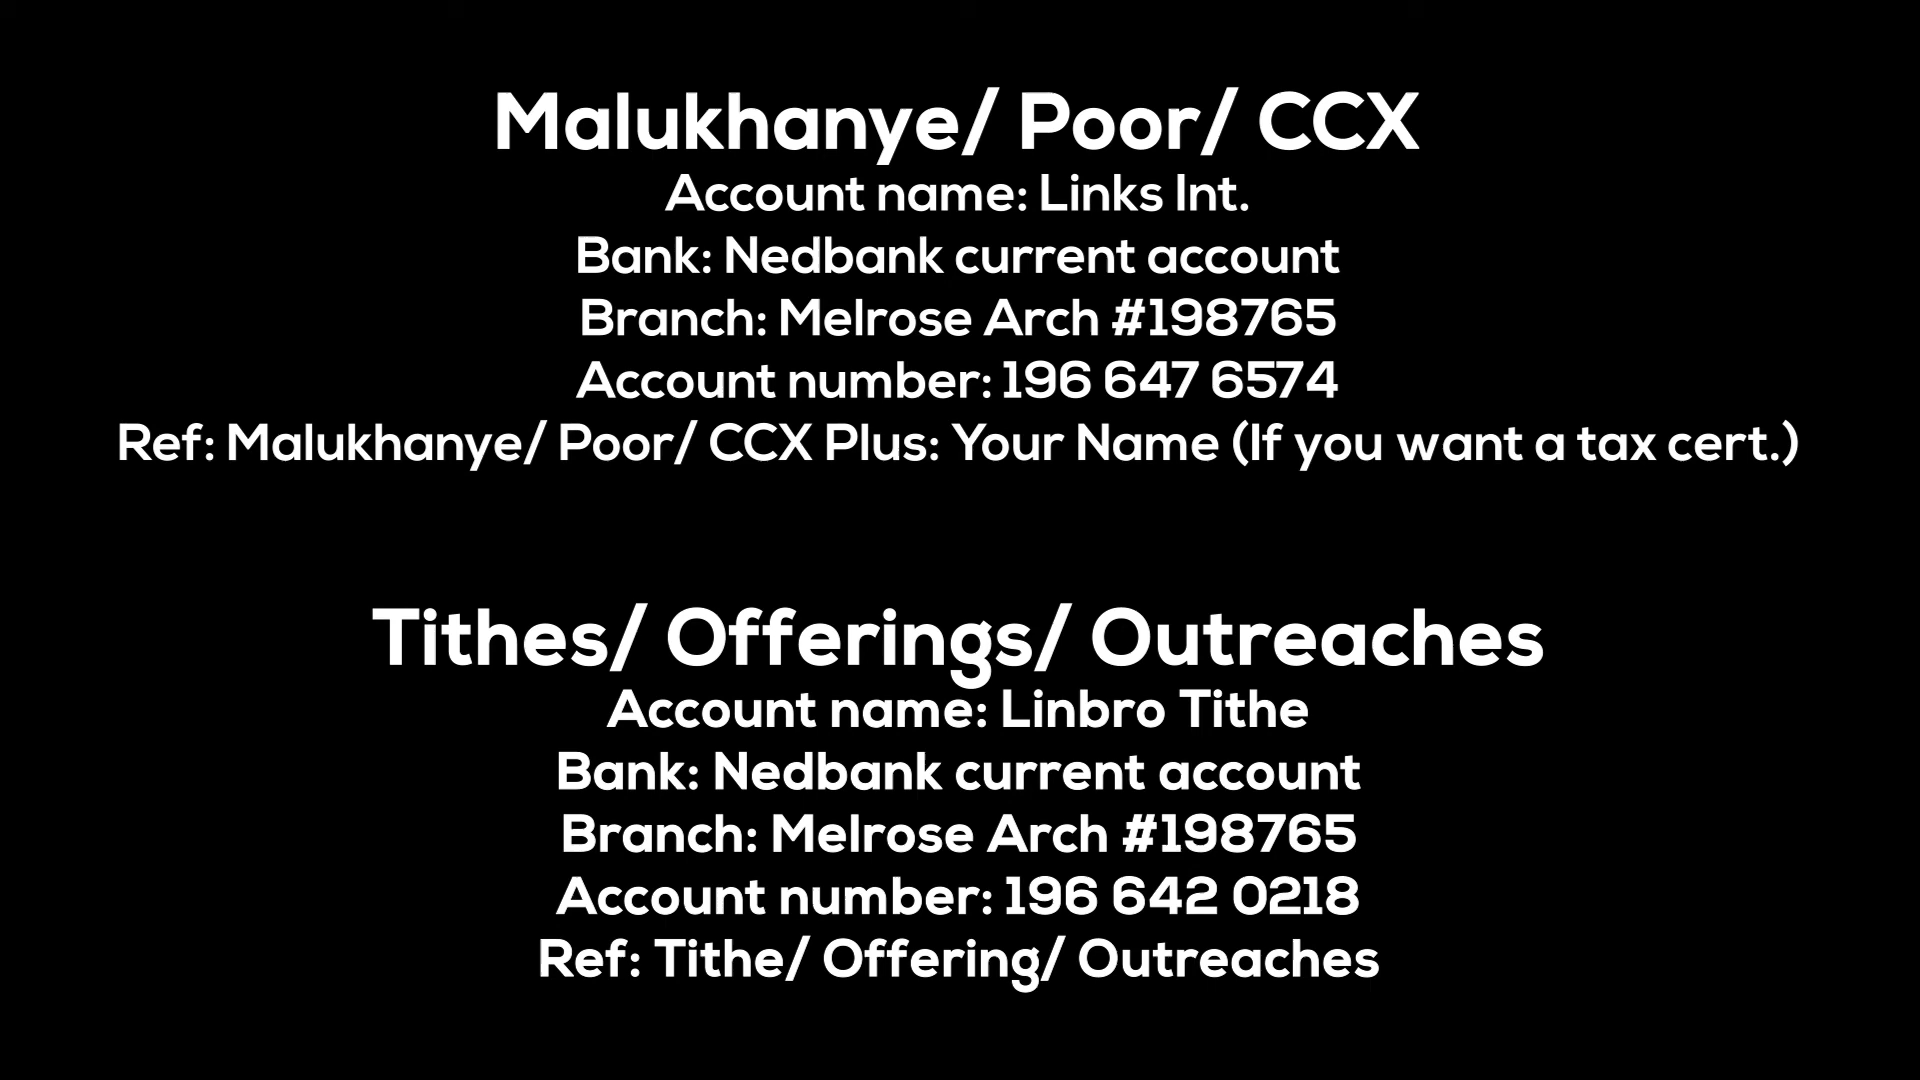 Malukhanye/ Poor/ CCX
Account name: Links Int.
Bank: Nedbank current account
Branch: Melrose Arch #198765
Account number: 196 647 6574
Ref: Malukhanye/ Poor/ CCX Plus: Your Name (If you want a tax cert.)
Tithes/ Offerings/ Outreaches
Account name: Linbro Tithe
Bank: Nedbank current account
Branch: Melrose Arch #198765
Account number: 196 642 0218
Ref: Tithe/ Offering/ Outreaches